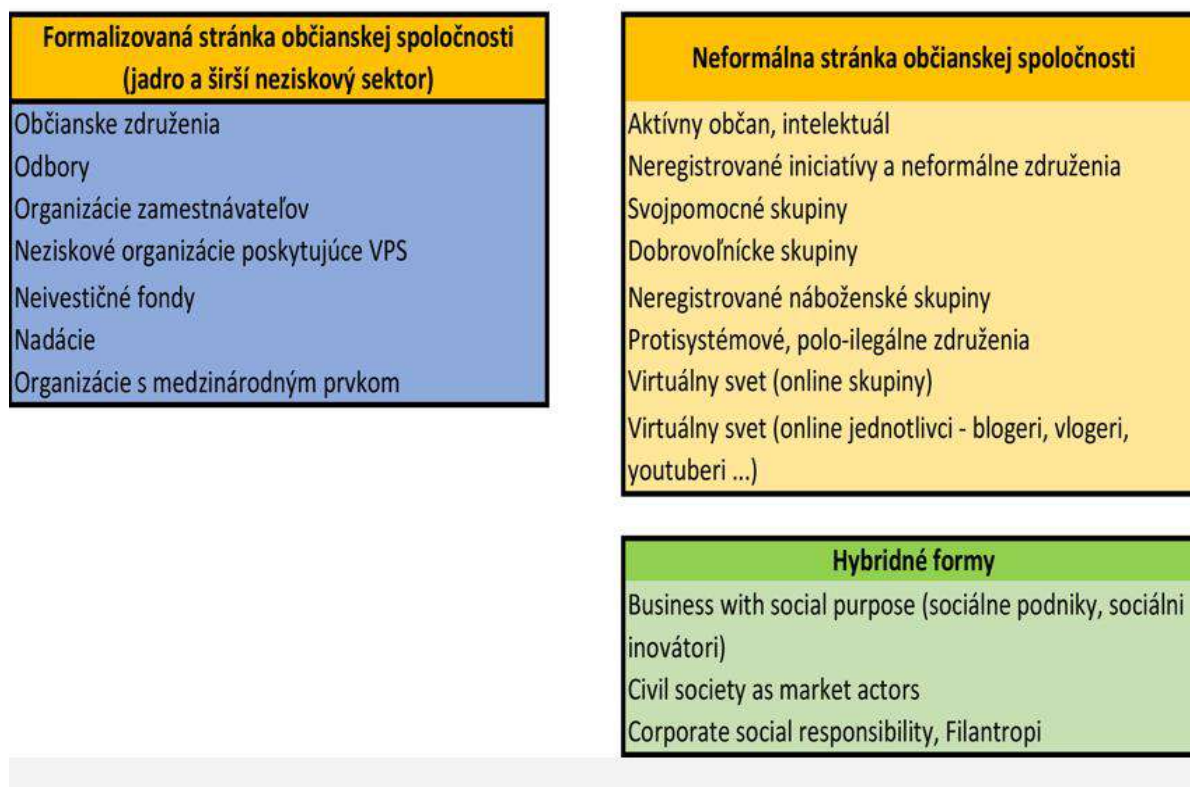 Formalizovaná stránka občianskej spoločnosti
(jadro a širší neziskový sektor)
Občianske združenia
Odbory
Organizácie zamestnávateľov
Neziskové organizácie poskytujúce VPS
Neivestičné fondy
Nadácie
Organizácie s medzinárodným prvkom
Neformálna stránka občianskej spoločnosti
Aktívny občan, intelektuál
Neregistrované iniciatívy a neformálne združenia
Svojpomocné skupiny
Dobrovoľnícke skupiny
Neregistrované náboženské skupiny
Protisystémové, polo-ilegálne združenia
Virtuálny svet (online skupiny)
Virtuálny svet (online jednotlivci - blogeri, vlogeri,
youtuberi ...)
Hybridné formy
Business with social purpose (sociálne podniky, sociálni
inovátori)
Civil society as market actors
Corporate social responsibility, Filantropi